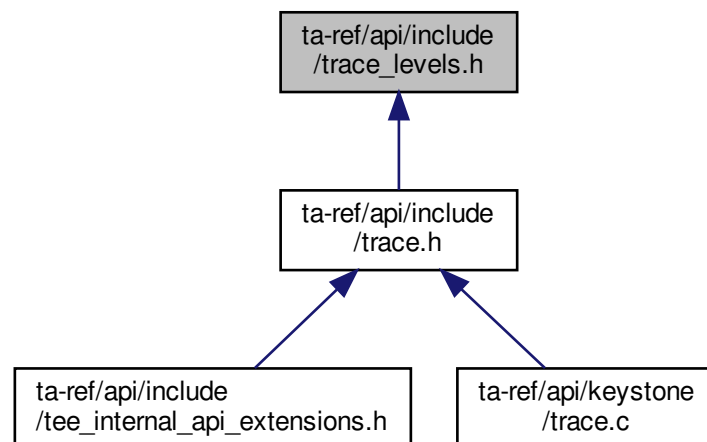 ta-ref/api/include
/trace_levels.h
ta-ref/api/include
/trace.h
ta-ref/api/include
/tee_internal_api_extensions.h
ta-ref/api/keystone
/trace.c